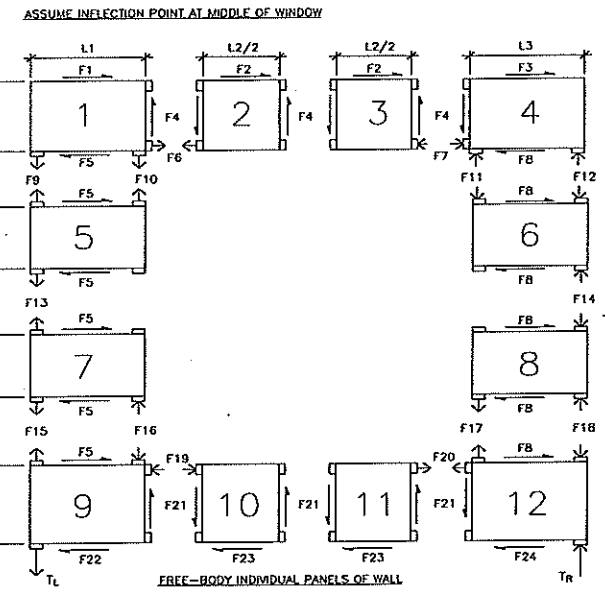 ASSUME INFLECTION POINT AT MIDDLE OF WINDOW
L1 L2/2 L2/2 L3
F1 F2 F2 F3
1 F4 2 F4 3 F4 4
F5 F6 F7 F8
F9 F10 F11 F12
F5 F8
5 6
F5 F8
F13 F14
F5 F8
7 8
F5 F8
F15 F16 F17 F18
F5 F19 F20 F8
9 F21 10 F21 11 F21 12
F22 F23 F23 F24
TL TR
FREE-BODY INDIVIDUAL PANELS OF WALL